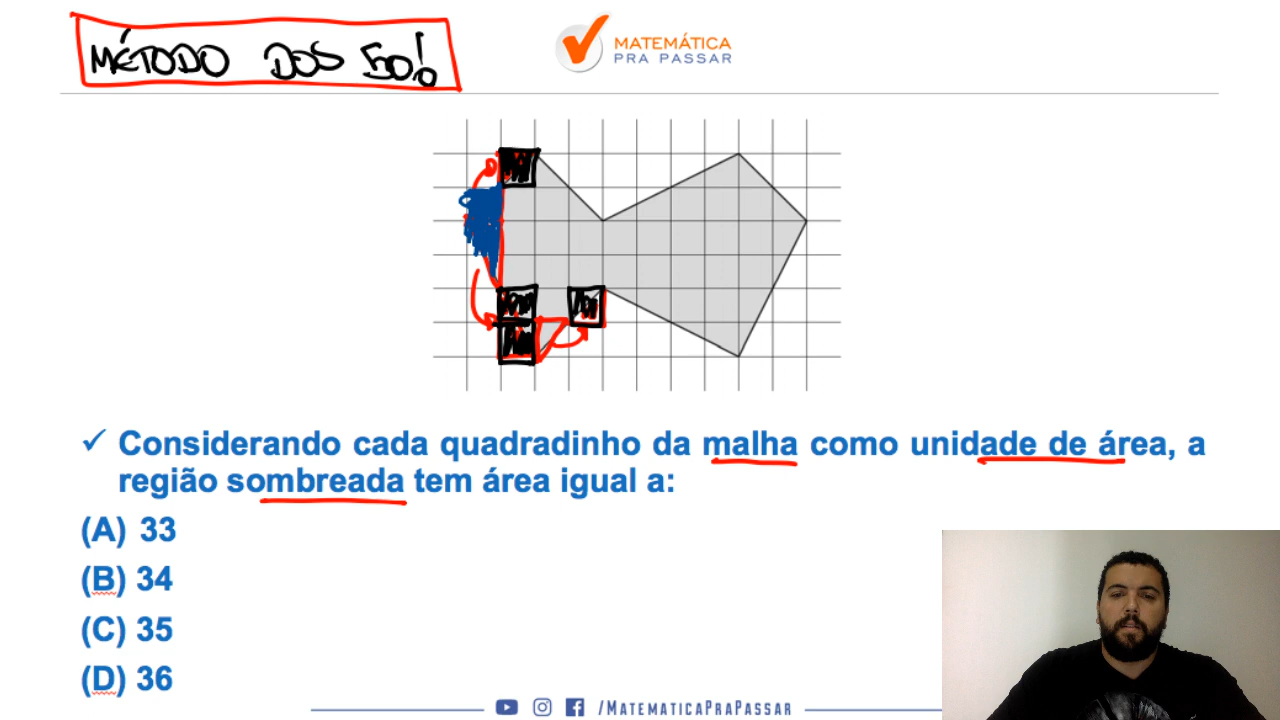 MÉTODO DOS 50!
MATEMÁTICA
PRA PASSAR
✓ Considerando cada quadradinho da malha como unidade de área, a
região sombreada tem área igual a:
(A) 33
(B) 34
(C) 35
(D) 36
/MatematicaPraPassar